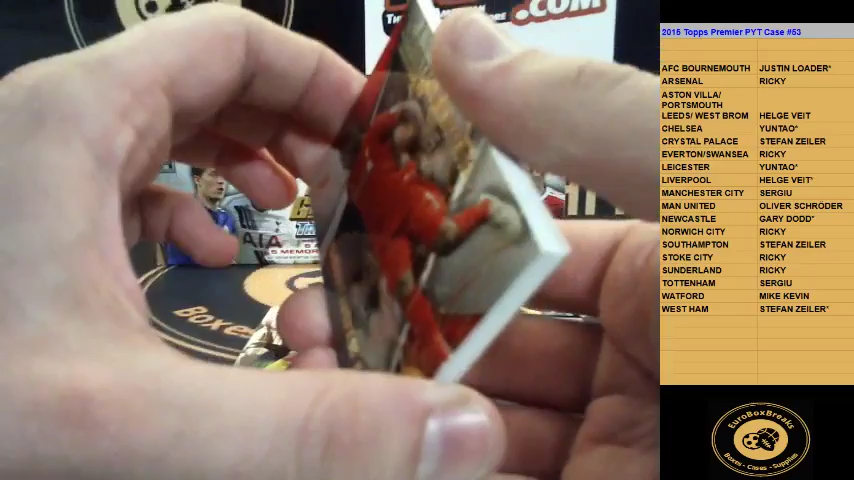 .COM
2015 Topps Premier PYT Case #53
AFC BOURNEMOUTH JUSTIN LOADER*
ARSENAL RICKY
ASTON VILLA/
PORTSMOUTH
LEEDS/ WEST BROM HELGE VEIT
CHELSEA YUNTAO*
CRYSTAL PALACE STEFAN ZEILER
EVERTON/SWANSEA RICKY
LEICESTER YUNTAO*
LIVERPOOL HELGE VEIT*
MANCHESTER CITY SERGIU
MAN UNITED OLIVER SCHRÖDER
NEWCASTLE GARY DODD*
NORWICH CITY RICKY
SOUTHAMPTON STEFAN ZEILER
STOKE CITY RICKY
SUNDERLAND RICKY
TOTTENHAM SERGIU
WATFORD MIKE KEVIN
WEST HAM STEFAN ZEILER*
Boxes
EuroBoxBreaks
Boxes - Cases - Supplies